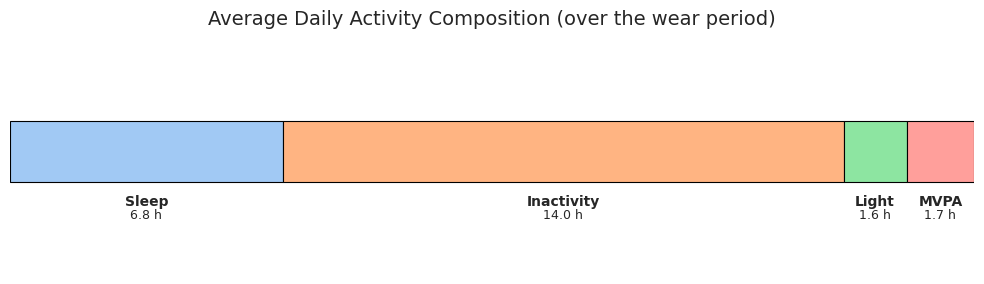 Average Daily Activity Composition (over the wear period)
Sleep Inactivity Light MVPA
6.8 h 14.0 h 1.6 h 1.7 h